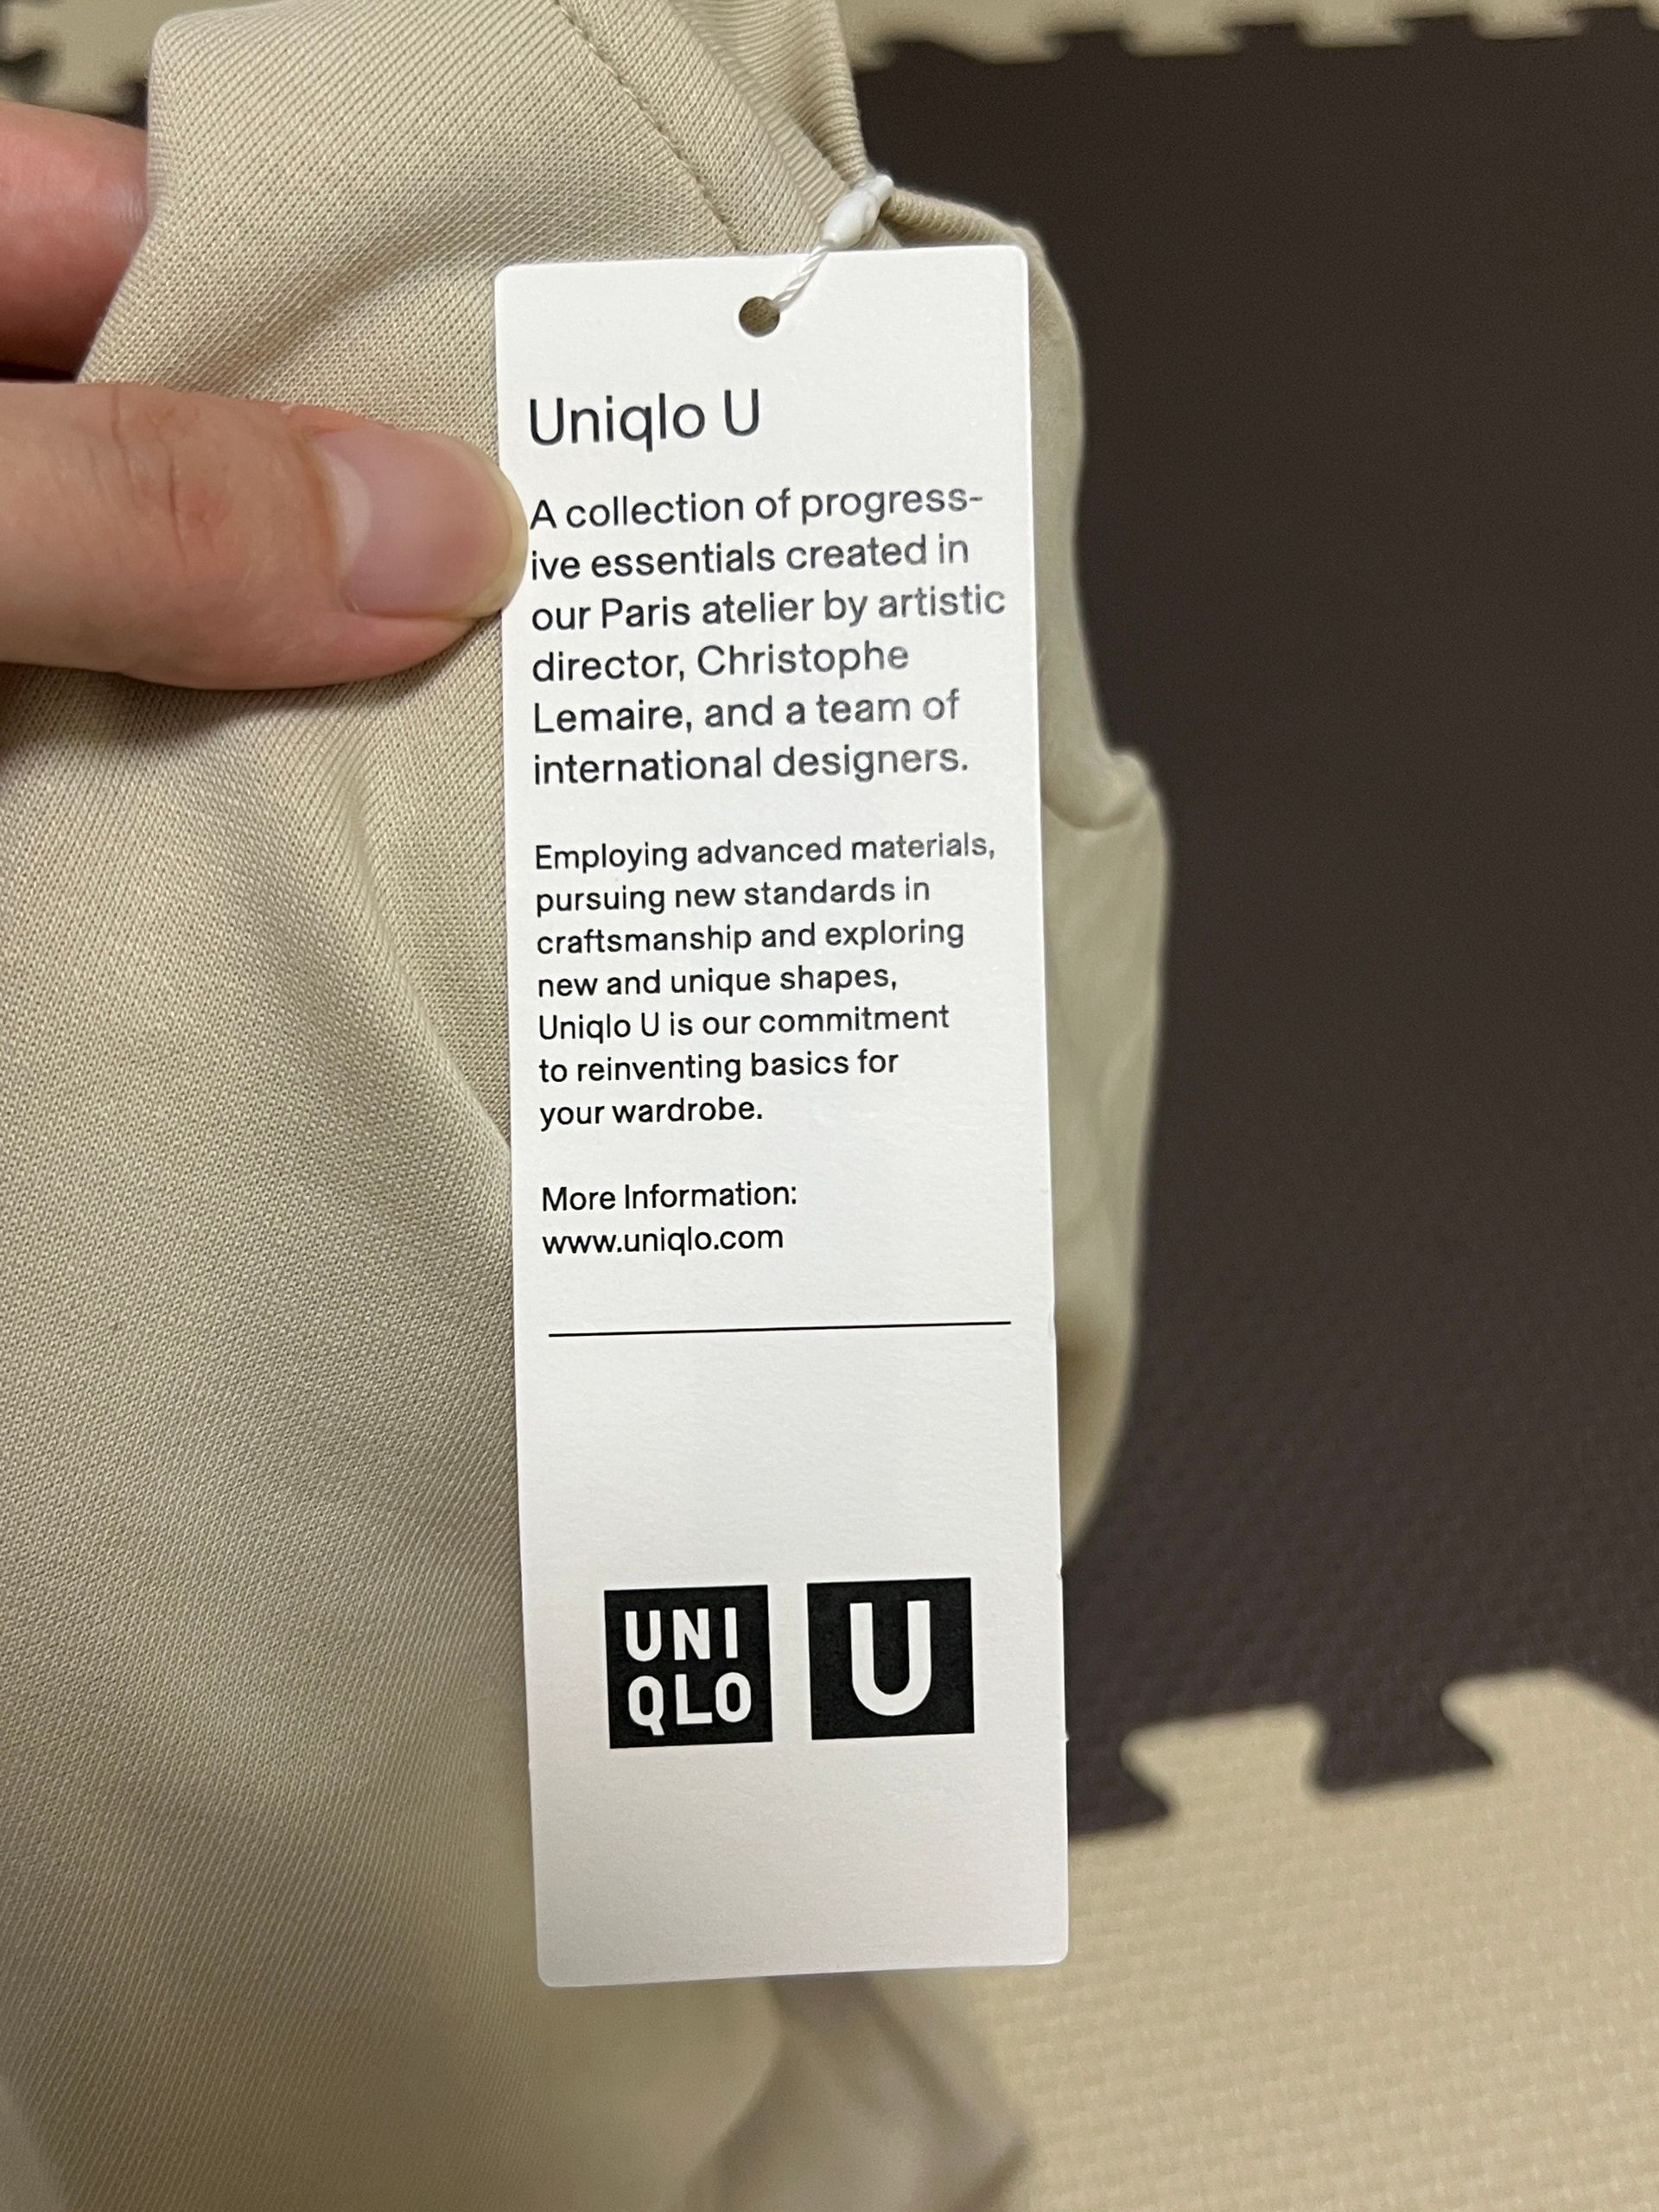 Uniqlo U
A collection of progress-
ive essentials created in
our Paris atelier by artistic
director, Christophe
Lemaire, and a team of
international designers.
Employing advanced materials,
pursuing new standards in
craftsmanship and exploring
new and unique shapes,
Uniqlo U is our commitment
to reinventing basics for
your wardrobe.
More Information:
www.uniqlo.com
UNI
QLO
U